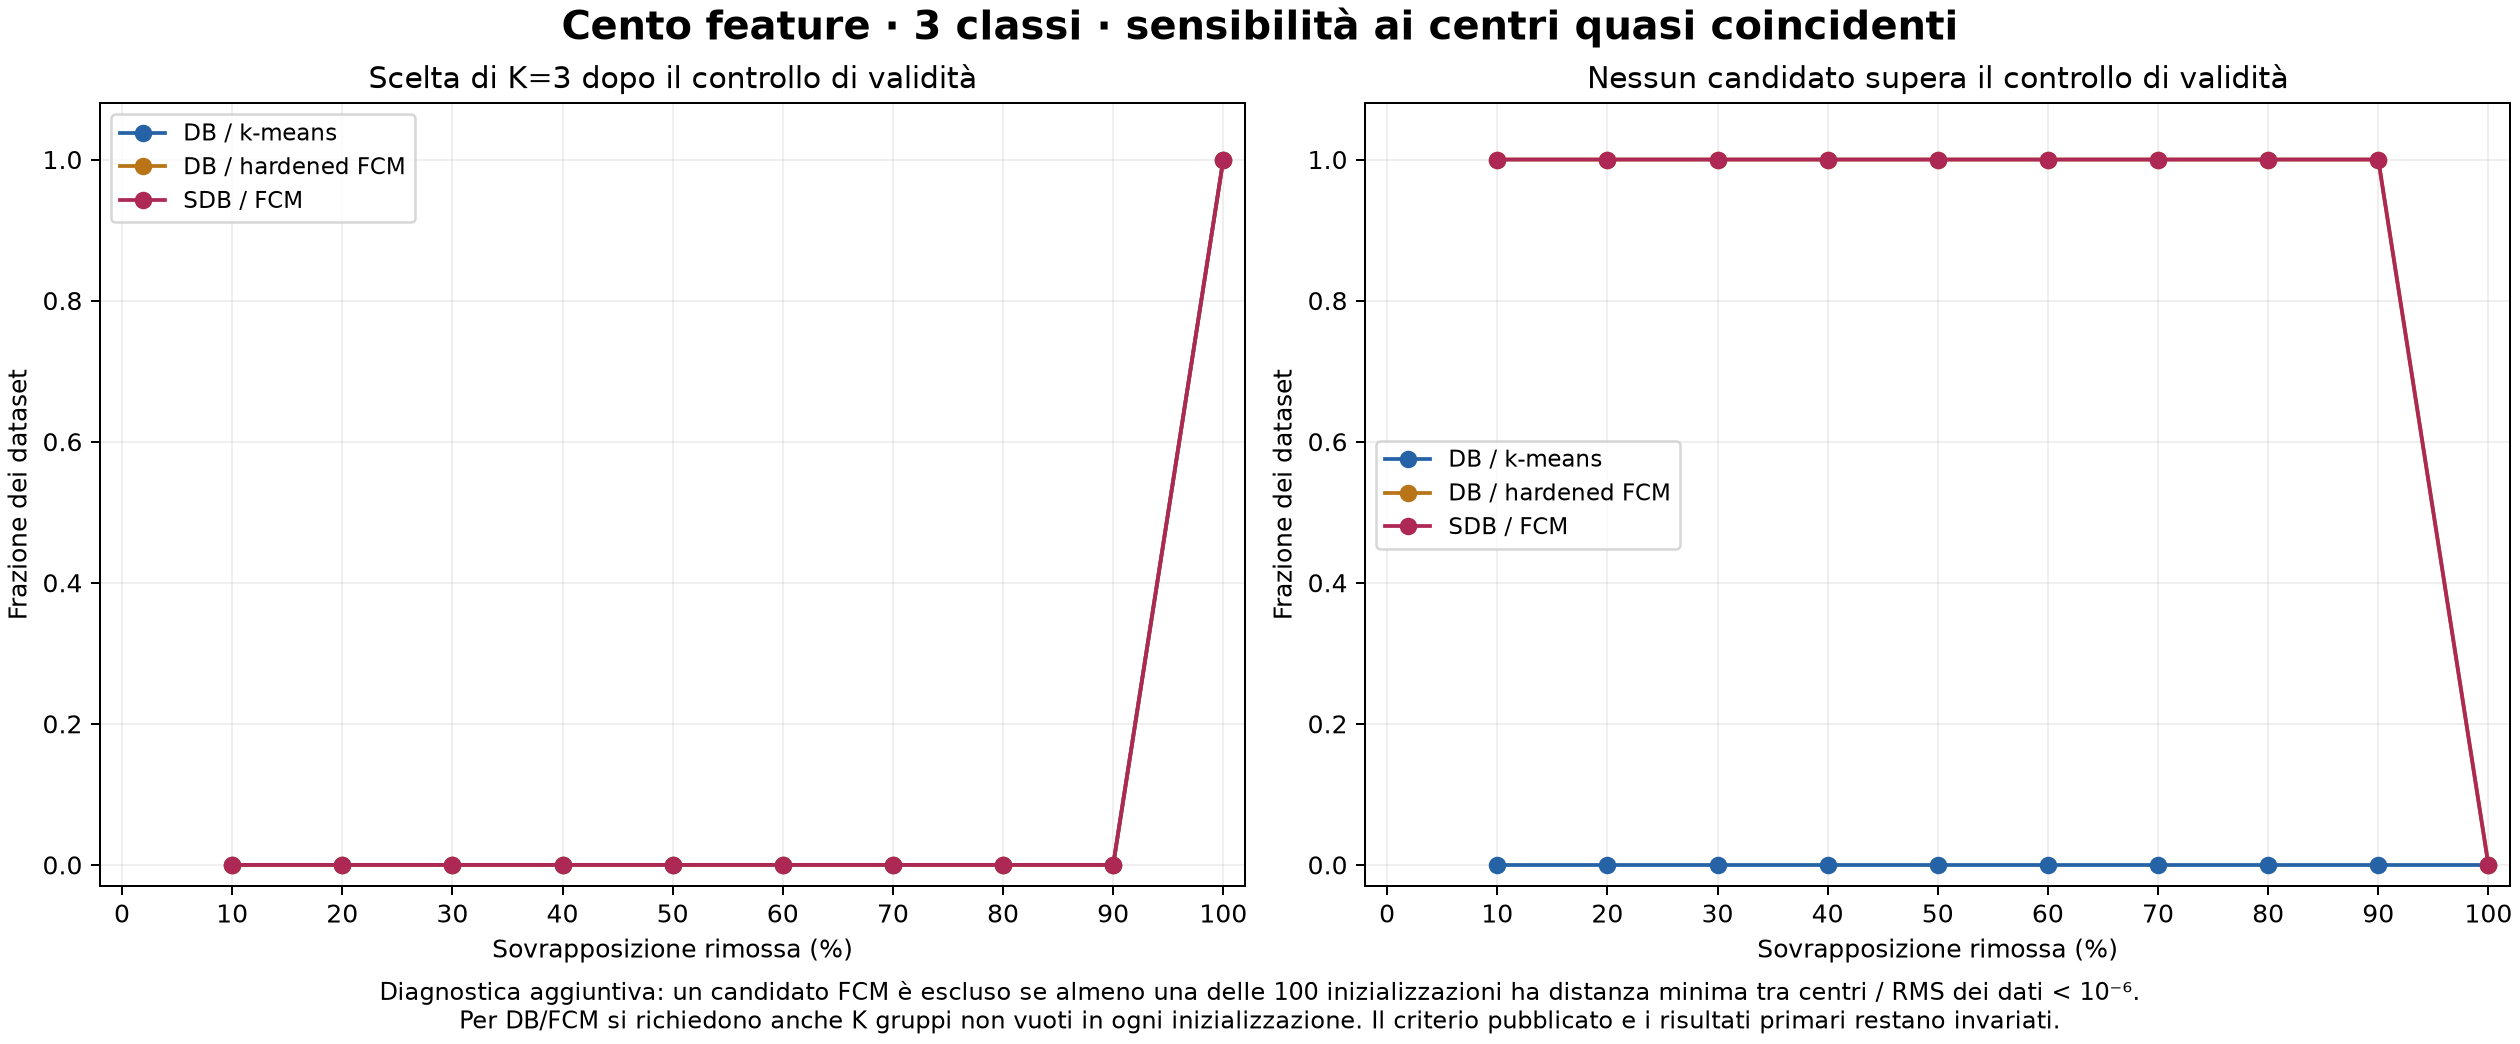 Cento feature · 3 classi · sensibilità ai centri quasi coincidenti
Scelta di K=3 dopo il controllo di validità
DB / k-means
DB / hardened FCM
SDB / FCM
1.0
0.8
0.6
0.4
0.2
0.0
Frazione dei dataset
0 10 20 30 40 50 60 70 80 90 100
Sovrapposizione rimossa (%)
Nessun candidato supera il controllo di validità
DB / k-means
DB / hardened FCM
SDB / FCM
1.0
0.8
0.6
0.4
0.2
0.0
Frazione dei dataset
0 10 20 30 40 50 60 70 80 90 100
Sovrapposizione rimossa (%)
Diagnostica aggiuntiva: un candidato FCM è escluso se almeno una delle 100 inizializzazioni ha distanza minima tra centri / RMS dei dati < 10⁻⁶.
Per DB/FCM si richiedono anche K gruppi non vuoti in ogni inizializzazione. Il criterio pubblicato e i risultati primari restano invariati.